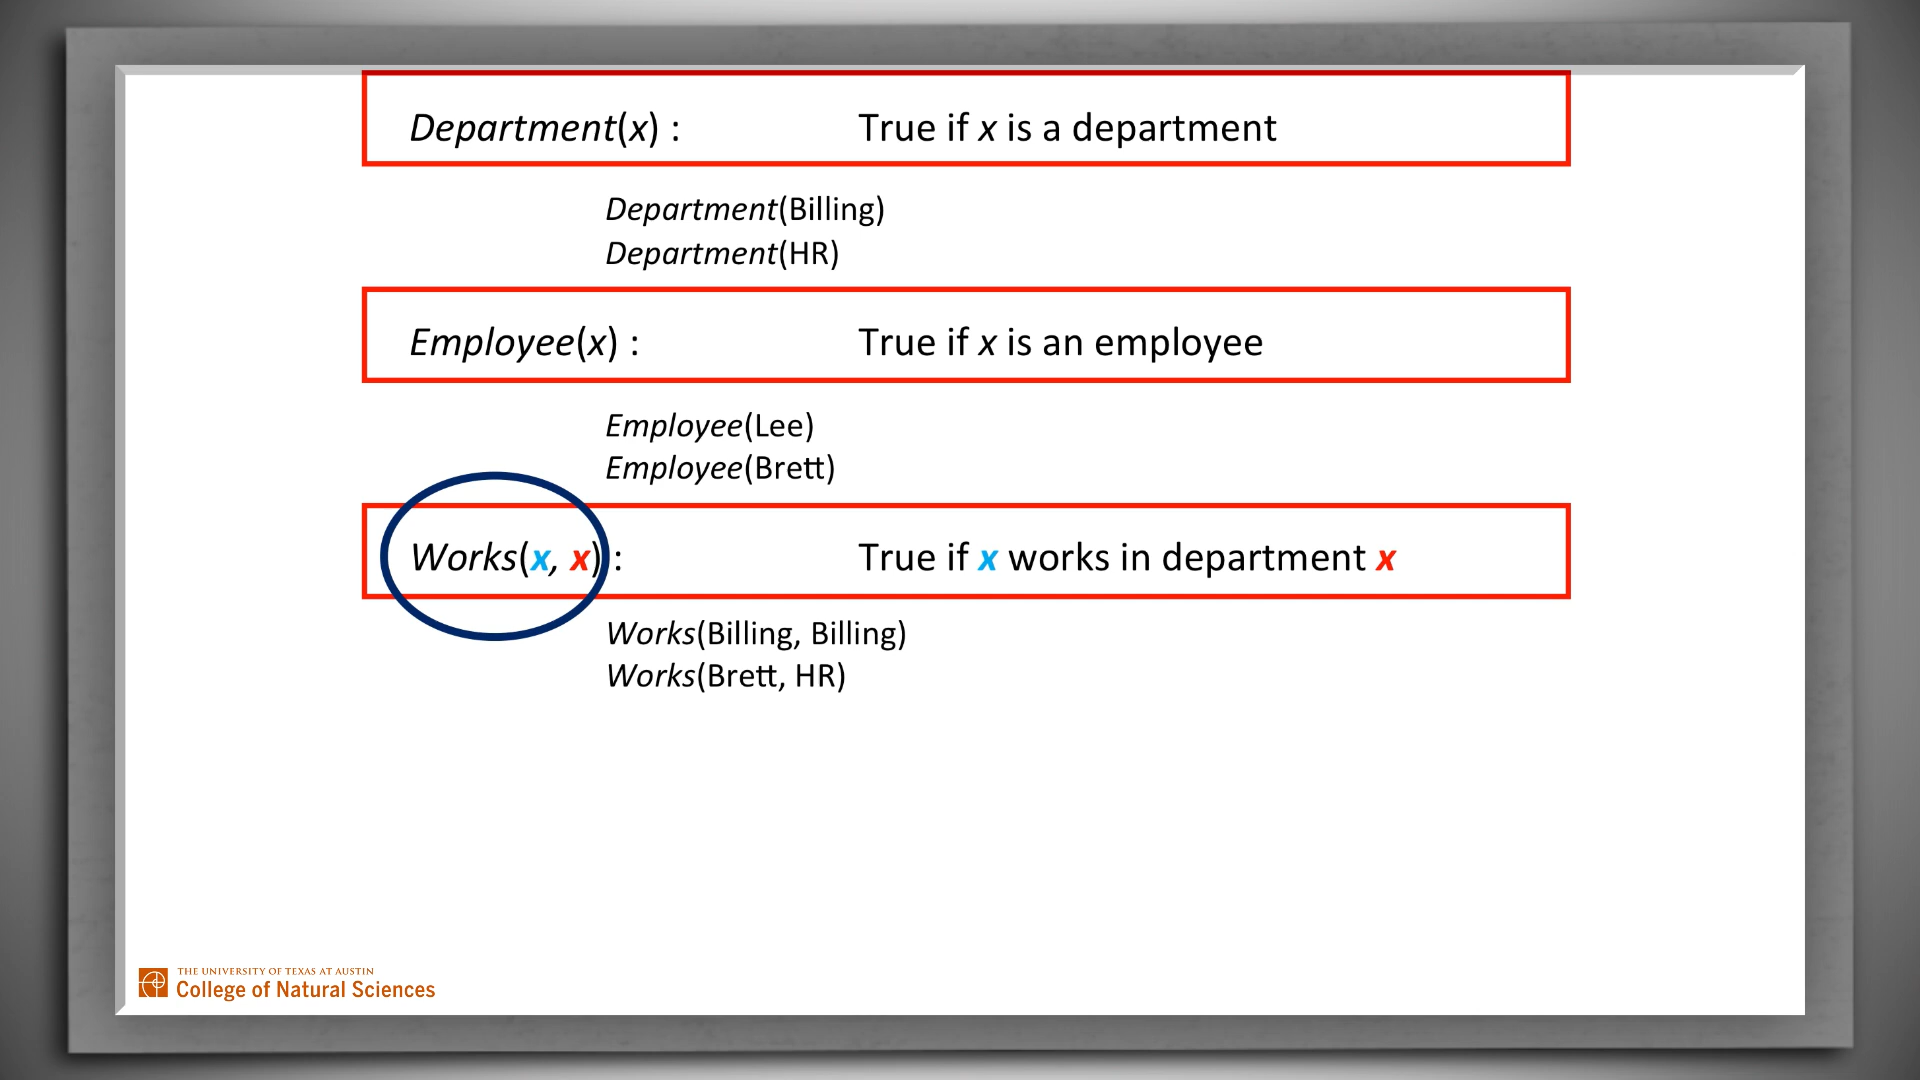 Department(x) : True if x is a department
Department(Billing)
Department(HR)
Employee(x) : True if x is an employee
Employee(Lee)
Employee(Brett)
Works(x, x) : True if x works in department x
Works(Billing, Billing)
Works(Brett, HR)
THE UNIVERSITY OF TEXAS AT AUSTIN
College of Natural Sciences